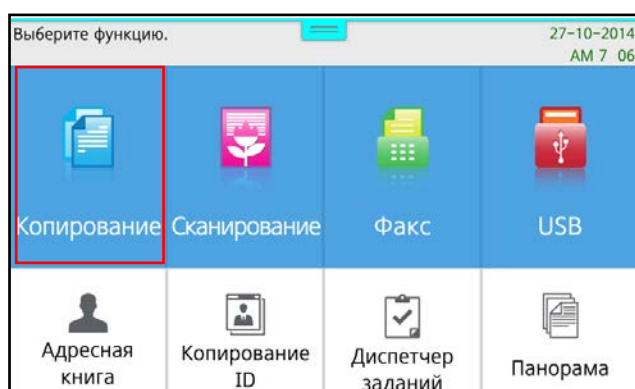 Выберите функцию.
27-10-2014
AM 7 06
Копирование Сканирование Факс USB
Адресная книга
Копирование ID
Диспетчер заданий
Панорама